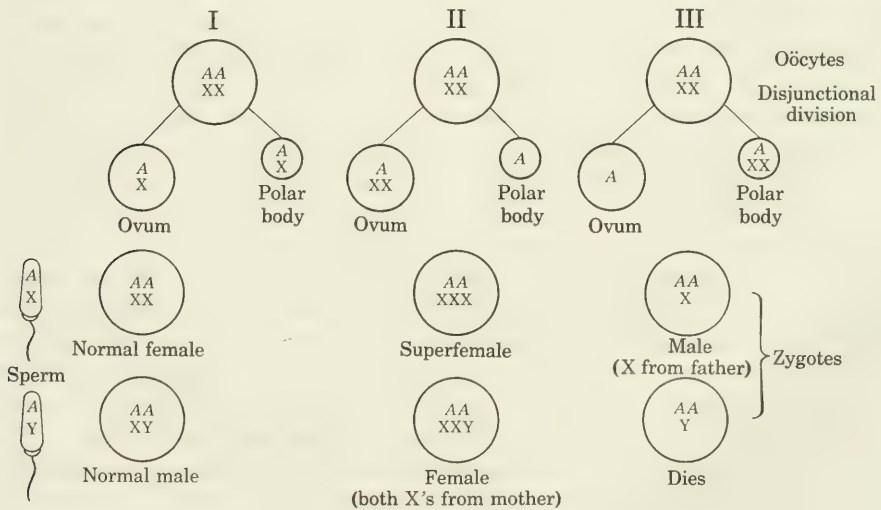 I II III
AA AA AA
XX XX XX
Oöcytes
Disjunctional
division
A A A A A A
X X XX XX
Ovum Polar body Ovum Polar body Ovum Polar body
A
X
AA AA AA
XX XXX X
Normal female Superfemale Male
(X from father)
Sperm
Zygotes
A
Y
AA AA AA
XY XXY Y
Normal male Female Dies
(both X's from mother)